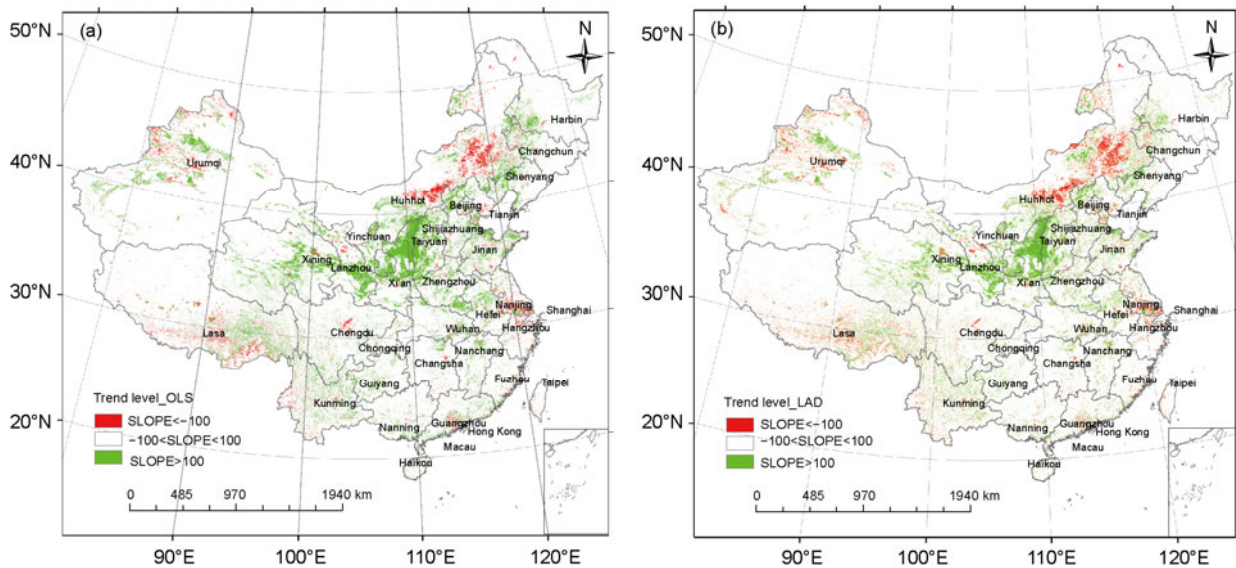 (a)
N
50°N
40°N
30°N
20°N
Harbin
Changchun
Urumqi
Shenyang
Huhhot
Beijing
Tianjin
Yinchuan
Shijiazhuang
Taiyuan
Jinan
Xining
Lanzhou
Xi'an
Zhengzhou
Nanjing
Shanghai
Hefei
Lasa
Chengdu
Wuhan
Hangzhou
Chongqing
Nanchang
Changsha
Guiyang
Fuzhou
Taipei
Kunming
Guangzhou
Nanning
Hong Kong
Macau
Haikou
Trend level_OLS
SLOPE<−100
−100<SLOPE<100
SLOPE>100
0 485 970 1940 km
90°E 100°E 110°E 120°E
(b)
N
50°N
40°N
30°N
20°N
Harbin
Changchun
Urumqi
Shenyang
Huhhot
Beijing
Tianjin
Yinchuan
Shijiazhuang
Taiyuan
Jinan
Xining
Lanzhou
Xi'an
Zhengzhou
Nanjing
Shanghai
Hefei
Lasa
Chengdu
Wuhan
Hangzhou
Chongqing
Nanchang
Changsha
Guiyang
Fuzhou
Taipei
Kunming
Guangzhou
Nanning
Hong Kong
Macau
Haikou
Trend level_LAD
SLOPE<−100
−100<SLOPE<100
SLOPE>100
0 485 970 1940 km
90°E 100°E 110°E 120°E